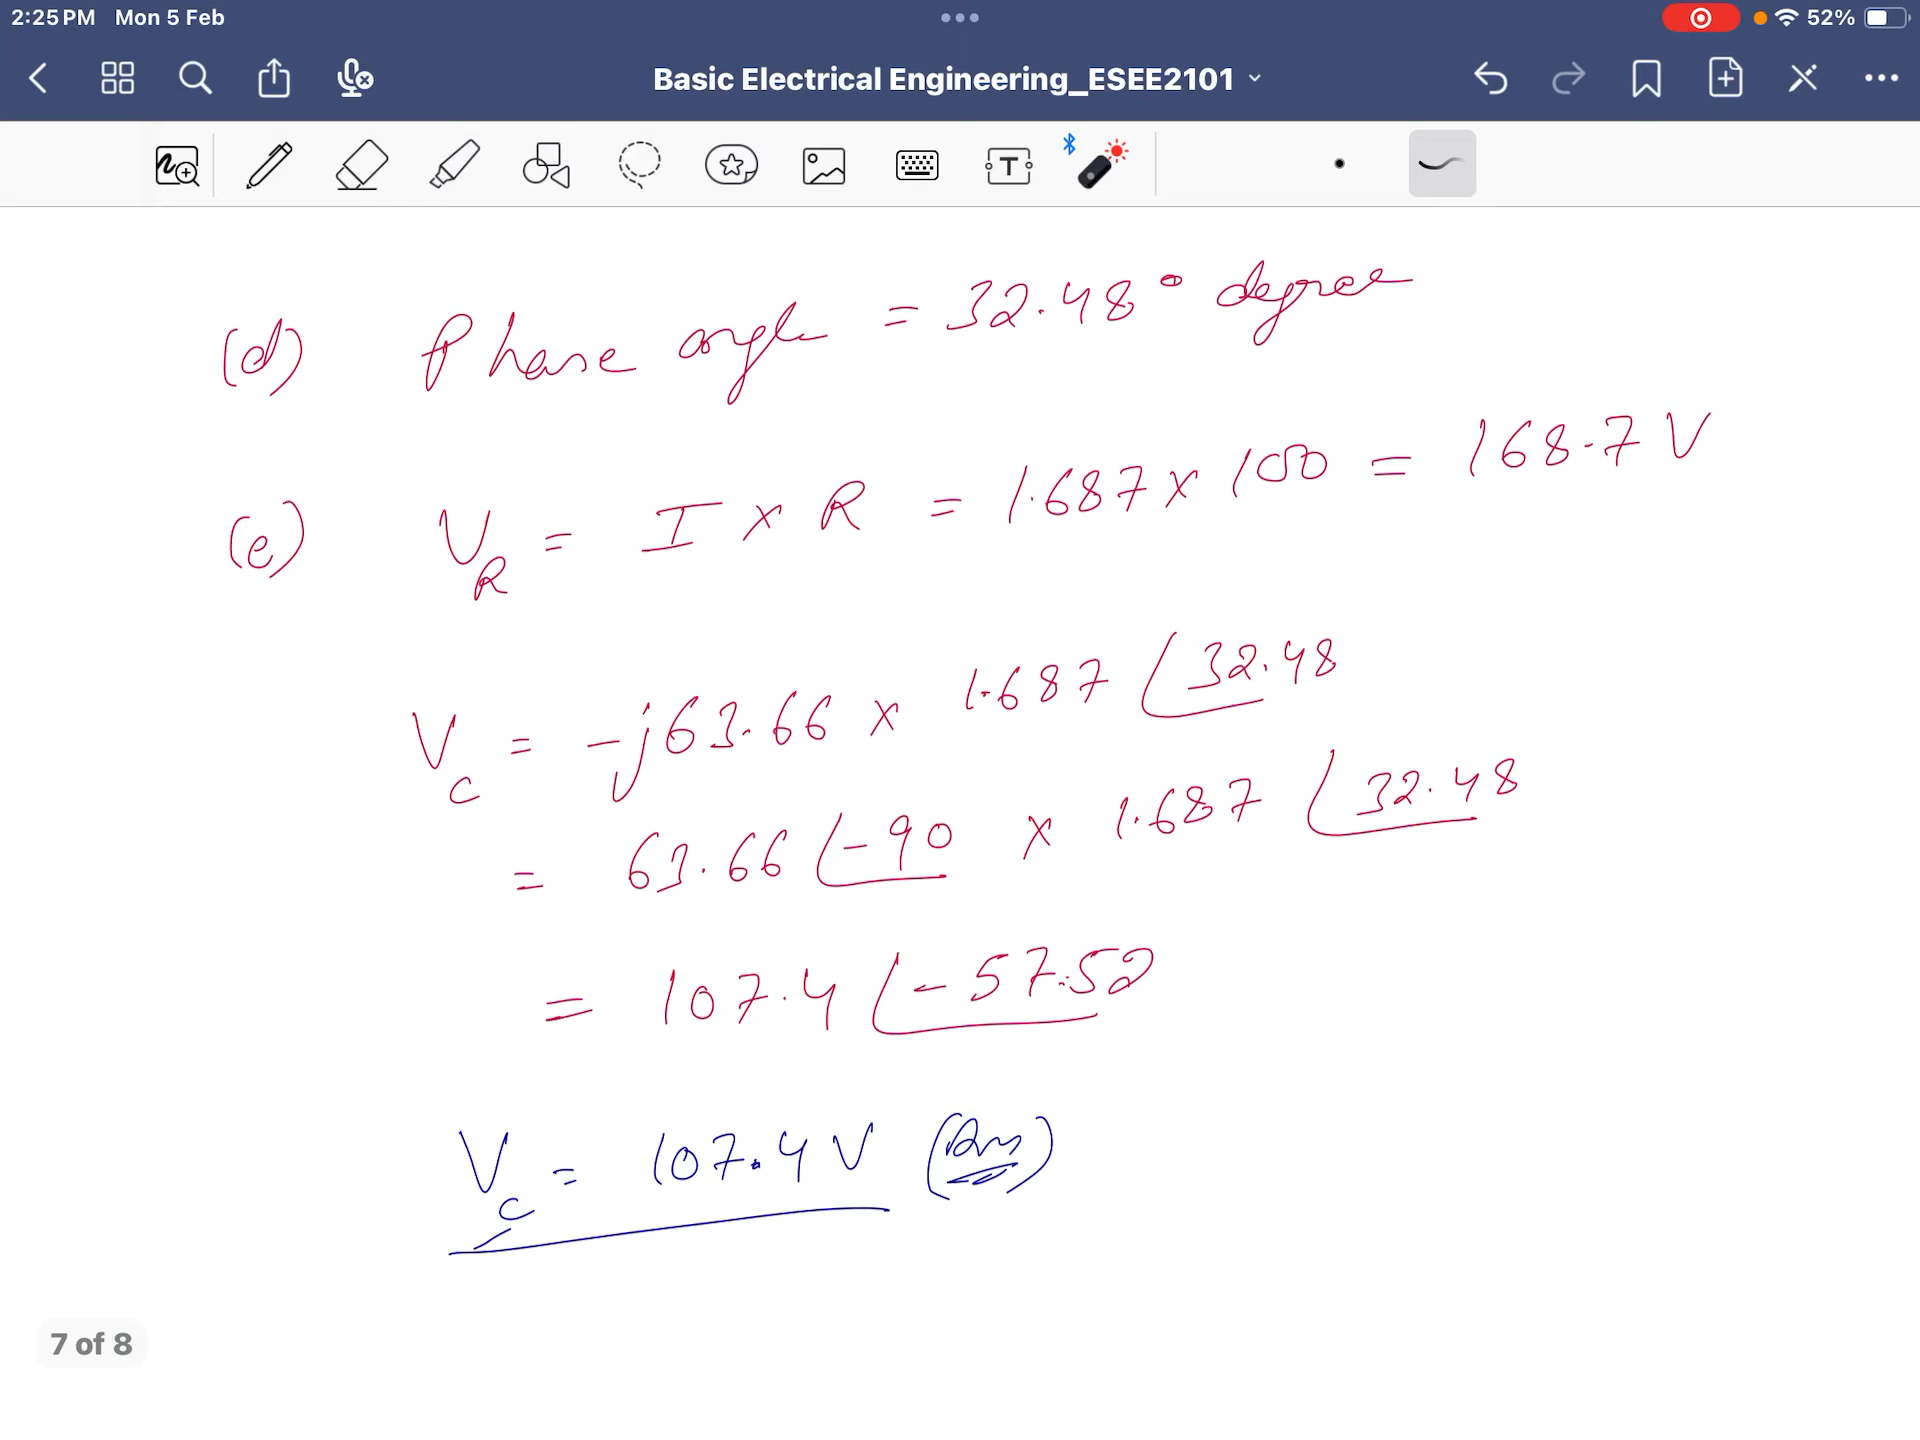 2:25 PM Mon 5 Feb 52%
Basic Electrical Engineering_ESEE2101
T
(d) Phase angle = 32.48° degree
(e) V_R = I × R = 1.687 × 100 = 168.7 V
V_C = -j63.66 × 1.687 ∠32.48
= 63.66 ∠-90 × 1.687 ∠32.48
= 107.4 ∠-57.52
V_C = 107.4 V (Ans)
7 of 8